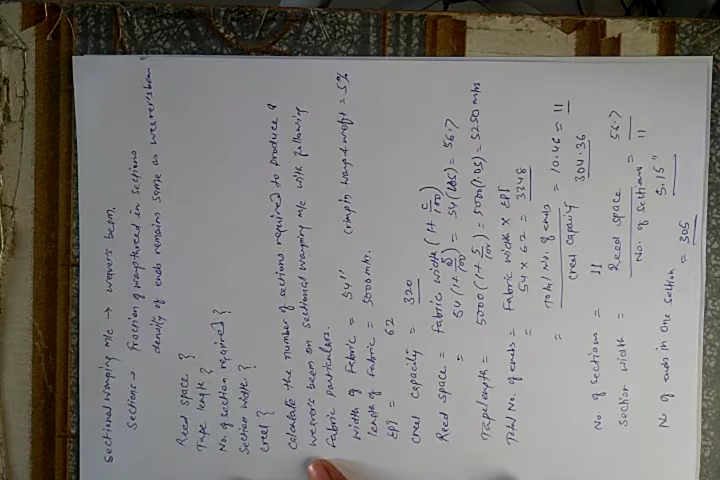 Sectional warping m/c → weavers beam.
Sections → fraction of warp thread in sections
density of ends remains same as weaver's beam
Reed space ?
Tape length ?
No. of section required ?
Section width ?
Creel ?
Calculate the number of sections required to produce a
weavers beam on sectional warping m/c with following
fabric particulars.
Width of Fabric = 54" crimp in warp & weft = 5%
length of Fabric = 5000 mtr.
EPI = 62
Creel capacity = 320
Reed space = Fabric width (1 + C/100)
= 54 (1 + 5/100) = 54 (1.05) = 56.7
Tape length = 5000 (1 + 5/100) = 5000 (1.05) = 5250 mtr
Total No. of ends = Fabric width x EPI
= 54 x 62 = 3348
= Total No. of ends / creel capacity = 10.46 = 11
No. of sections = 11 304.36
section width = Reed space / No. of sections = 56.7 / 11
5.15"
No of ends in one section = 305